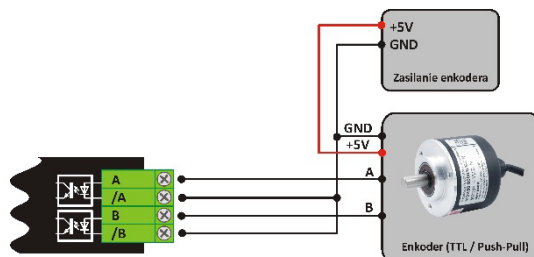 +5V
GND
Zasilanie enkodera
GND
+5V
A
/A
B
/B
A
B
Enkoder (TTL / Push-Pull)